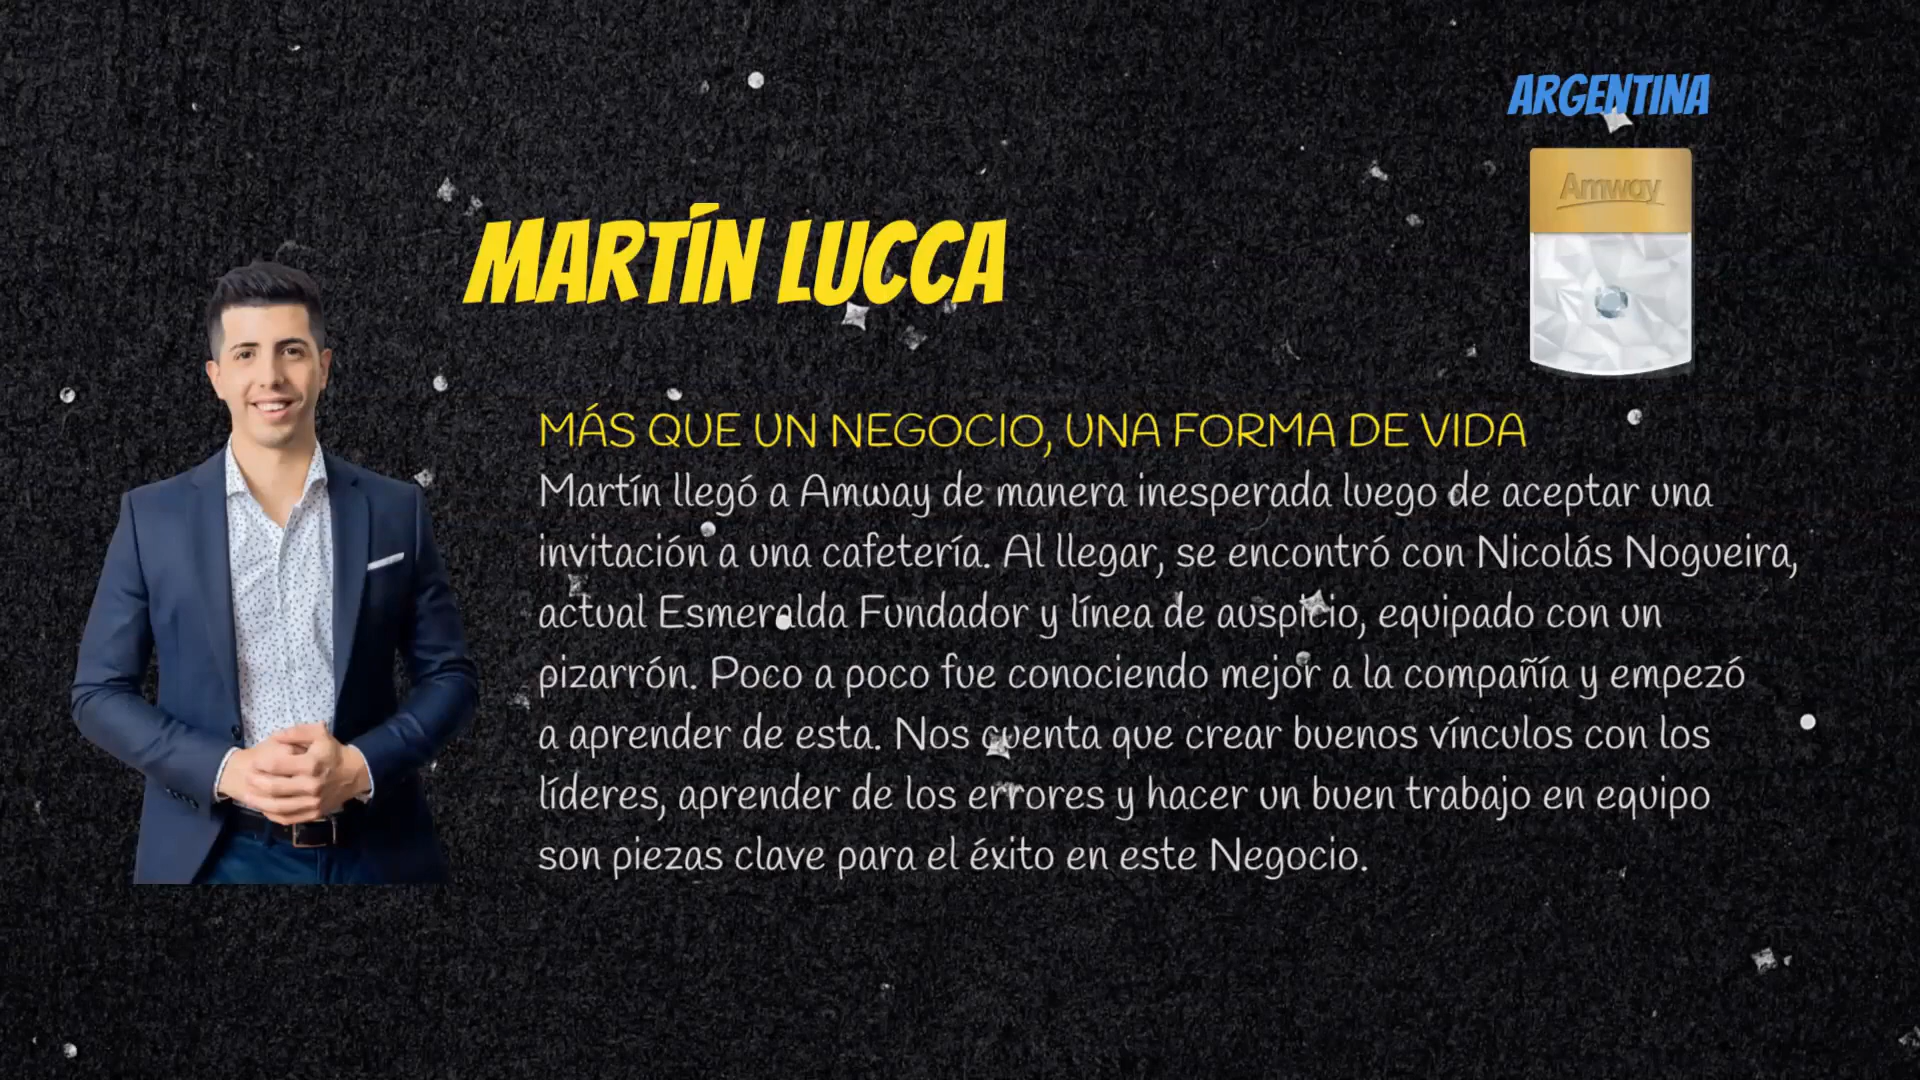 ARGENTINA
Amway
MARTÍN LUCCA
MÁS QUE UN NEGOCIO, UNA FORMA DE VIDA
Martín llegó a Amway de manera inesperada luego de aceptar una
invitación a una cafetería. Al llegar, se encontró con Nicolás Nogueira,
actual Esmeralda Fundador y línea de auspicio, equipado con un
pizarrón. Poco a poco fue conociendo mejor a la compañía y empezó
a aprender de esta. Nos cuenta que crear buenos vínculos con los
líderes, aprender de los errores y hacer un buen trabajo en equipo
son piezas clave para el éxito en este Negocio.